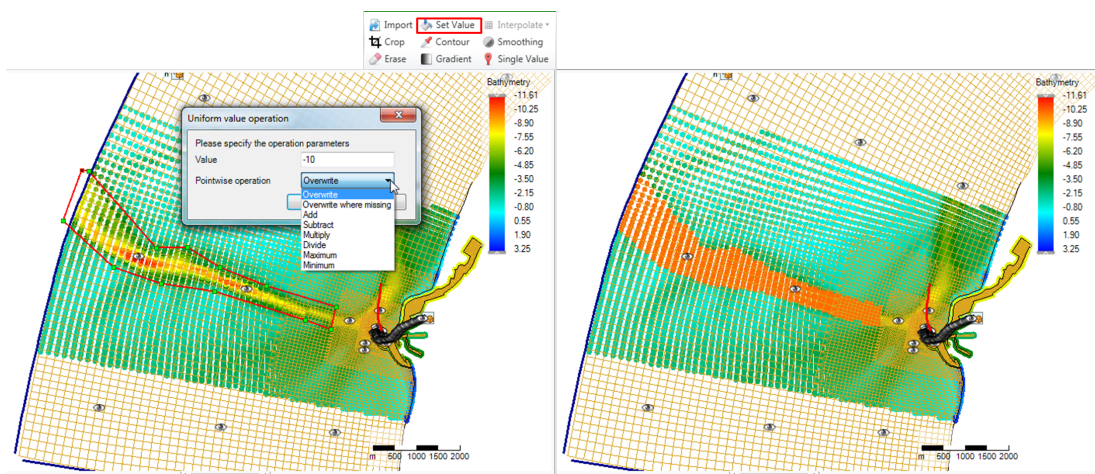 Import Set Value Interpolate
Crop Contour Smoothing
Erase Gradient Single Value
Uniform value operation
Please specify the operation parameters
Value -10
Pointwise operation Overwrite
Overwrite
Overwrite where missing
Add
Subtract
Multiply
Divide
Maximum
Minimum
Bathymetry
-11.61
-10.25
-8.90
-7.55
-6.20
-4.85
-3.50
-2.15
-0.80
0.55
1.90
3.25
m 500 1000 1500 2000
Bathymetry
-11.61
-10.25
-8.90
-7.55
-6.20
-4.85
-3.50
-2.15
-0.80
0.55
1.90
3.25
m 500 1000 1500 2000